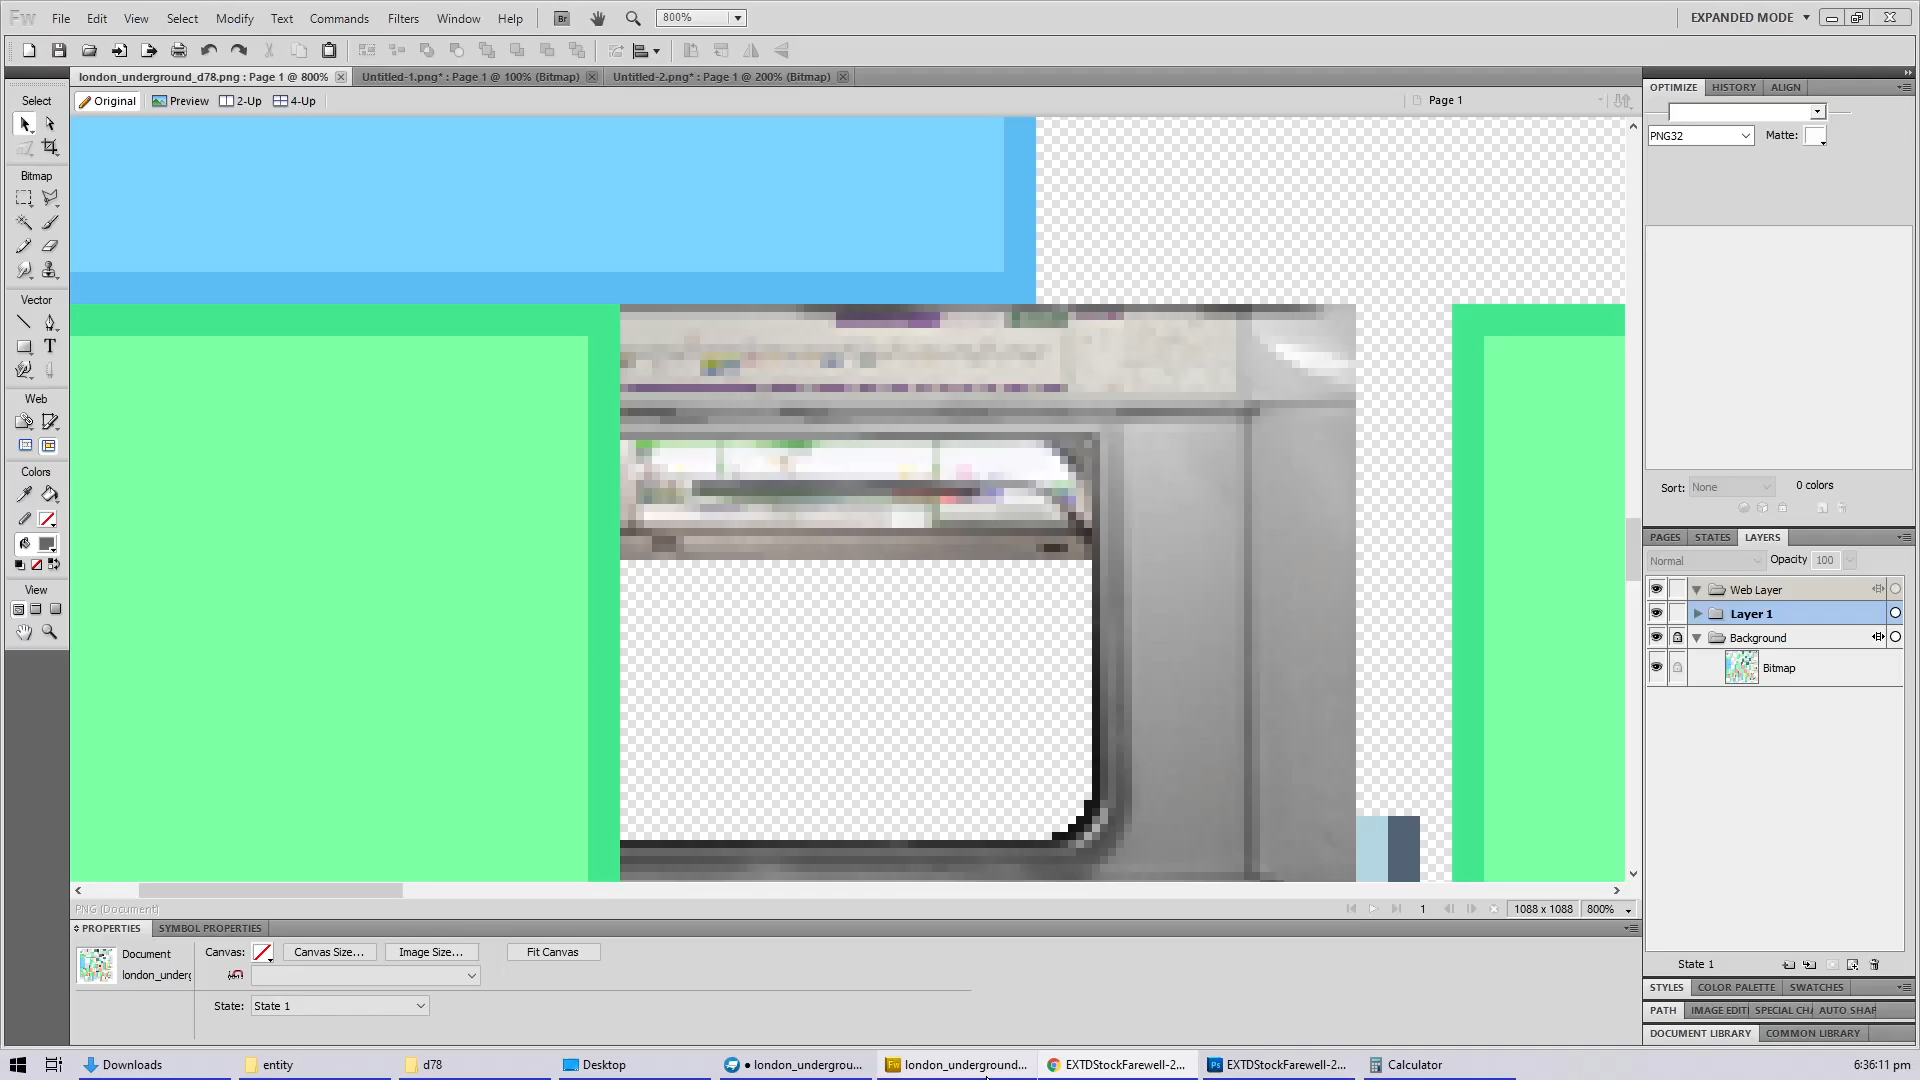 Fw File Edit View Select Modify Text Commands Filters Window Help Br 800% EXPANDED MODE
london_underground_d78.png : Page 1 @ 800% Untitled-1.png* : Page 1 @ 100% (Bitmap) Untitled-2.png* : Page 1 @ 200% (Bitmap)
Original Preview 2-Up 4-Up Page 1
Select
Bitmap
Vector
T
Web
Colors
View
OPTIMIZE HISTORY ALIGN
PNG32 Matte:
Sort: None 0 colors
PAGES STATES LAYERS
Normal Opacity 100
Web Layer
Layer 1
Background
Bitmap
State 1
STYLES COLOR PALETTE SWATCHES
PATH IMAGE EDITI SPECIAL CHA AUTO SHAP
DOCUMENT LIBRARY COMMON LIBRARY
PNG (Document) 1 1088 x 1088 800%
PROPERTIES SYMBOL PROPERTIES
Document Canvas: Canvas Size... Image Size... Fit Canvas
london_underg
State: State 1
Downloads entity d78 Desktop • london_undergrou... Fw london_underground... EXTDStockFarewell-2... Ps EXTDStockFarewell-2... Calculator 6:36:11 pm